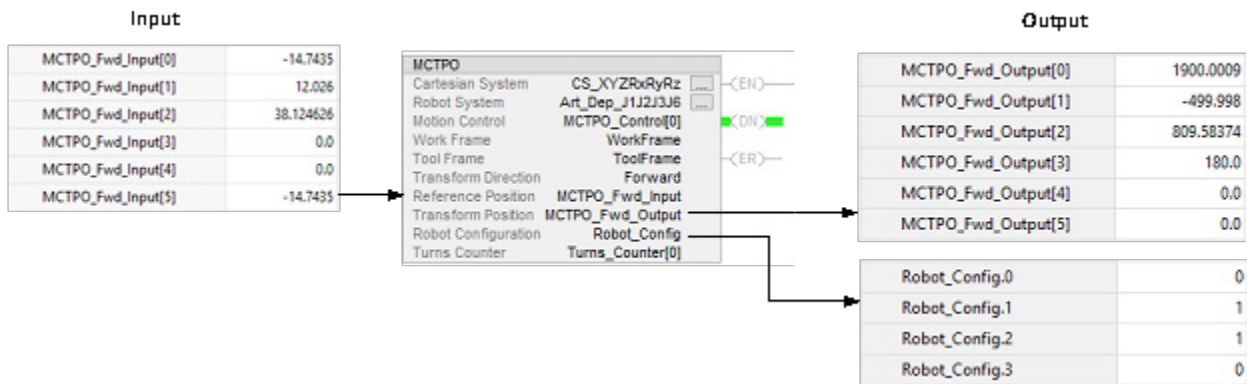 Input
MCTPO_Fwd_Input[0] -14.7435
MCTPO_Fwd_Input[1] 12.026
MCTPO_Fwd_Input[2] 38.124626
MCTPO_Fwd_Input[3] 0.0
MCTPO_Fwd_Input[4] 0.0
MCTPO_Fwd_Input[5] -14.7435
MCTPO
Cartesian System CS_XYZRxRyRz ... (EN)
Robot System Art_Dep_J1J2J3J6 ...
Motion Control MCTPO_Control[0] (DN)
Work Frame WorkFrame
Tool Frame ToolFrame (ER)
Transform Direction Forward
Reference Position MCTPO_Fwd_Input
Transform Position MCTPO_Fwd_Output
Robot Configuration Robot_Config
Turns Counter Turns_Counter[0]
Output
MCTPO_Fwd_Output[0] 1900.0009
MCTPO_Fwd_Output[1] -499.998
MCTPO_Fwd_Output[2] 809.58374
MCTPO_Fwd_Output[3] 180.0
MCTPO_Fwd_Output[4] 0.0
MCTPO_Fwd_Output[5] 0.0
Robot_Config.0 0
Robot_Config.1 1
Robot_Config.2 1
Robot_Config.3 0